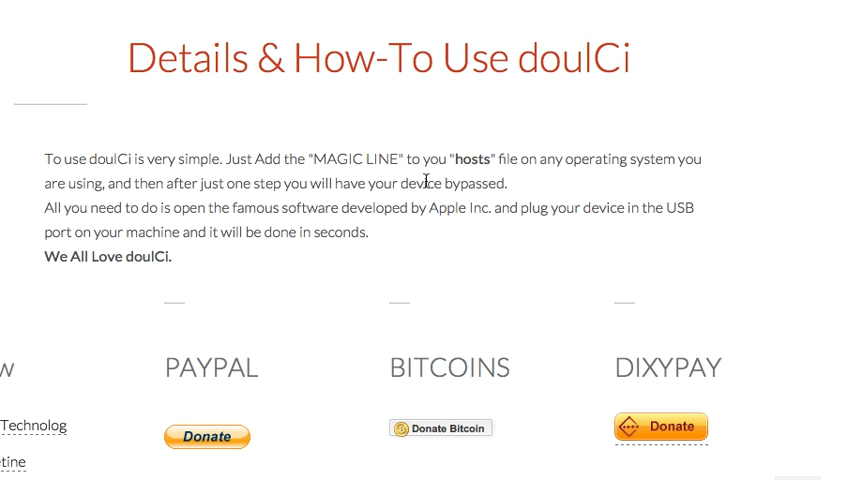 Details & How-To Use doulCi
To use doulCi is very simple. Just Add the "MAGIC LINE" to you "hosts" file on any operating system you
are using, and then after just one step you will have your device bypassed.
All you need to do is open the famous software developed by Apple Inc. and plug your device in the USB
port on your machine and it will be done in seconds.
We All Love doulCi.
w
PAYPAL
BITCOINS
DIXYPAY
Technolog
Donate
Donate Bitcoin
Donate
etine